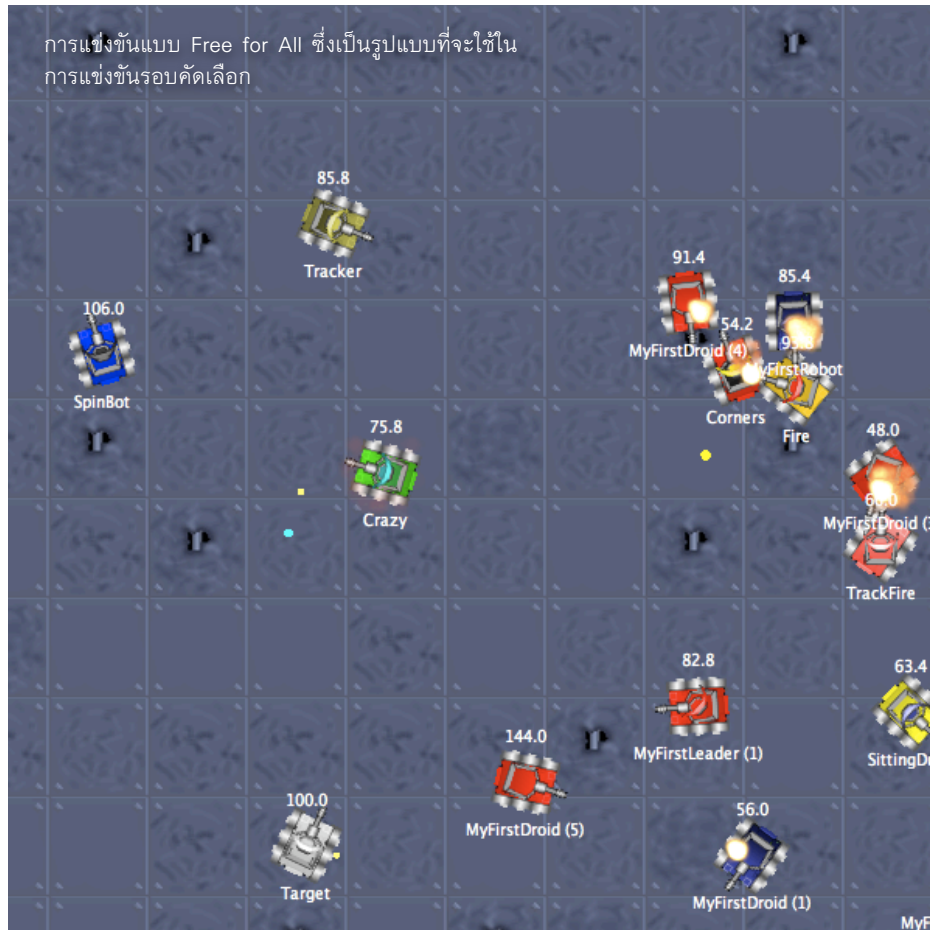 การแข่งขันแบบ Free for All ซึ่งเป็นรูปแบบที่จะใช้ใน
การแข่งขันรอบคัดเลือก
85.8
Tracker
91.4
85.4
106.0
54.2
MyFirstDroid (4)
MyFirstRobot
SpinBot
Corners
Fire
75.8
48.0
Crazy
MyFirstDroid
TrackFire
82.8
63.4
MyFirstLeader (1)
144.0
100.0
MyFirstDroid (5)
56.0
Target
MyFirstDroid (1)